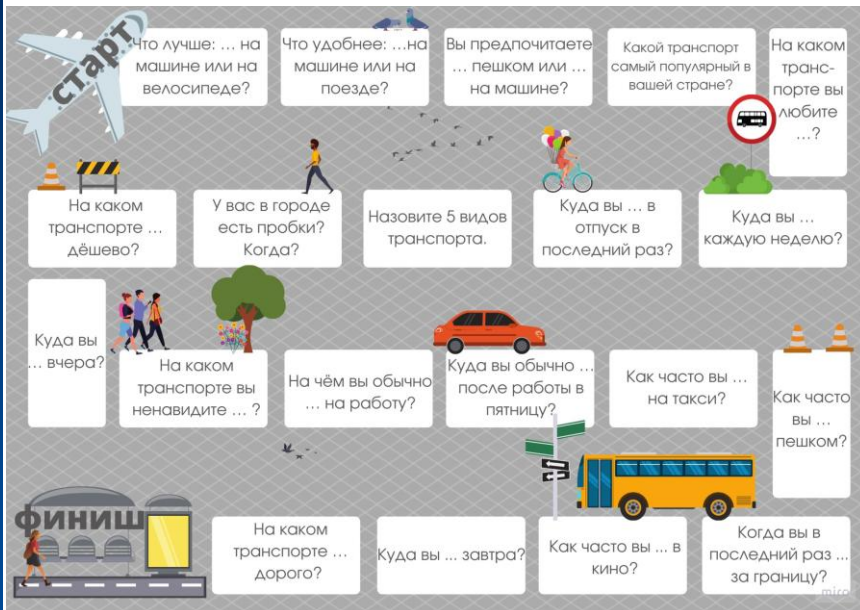 старт
Что лучше: ... на
машине или на
велосипеде?
Что удобнее: ...на
машине или на
поезде?
Вы предпочитаете
... пешком или ...
на машине?
Какой транспорт
самый популярный в
вашей стране?
На каком
транс-
порте вы
любите
...?
Куда вы ...
каждую неделю?
Куда вы ... в
отпуск в
последний раз?
Назовите 5 видов
транспорта.
У вас в городе
есть пробки?
Когда?
На каком
транспорте ...
дёшево?
Куда вы
... вчера?
На каком
транспорте вы
ненавидите ... ?
На чём вы обычно
... на работу?
Куда вы обычно ...
после работы в
пятницу?
Как часто вы ...
на такси?
Как часто
вы ...
пешком?
Когда вы в
последний раз ...
за границу?
Как часто вы ... в
кино?
Куда вы ... завтра?
На каком
транспорте ...
дорого?
финиш
miro